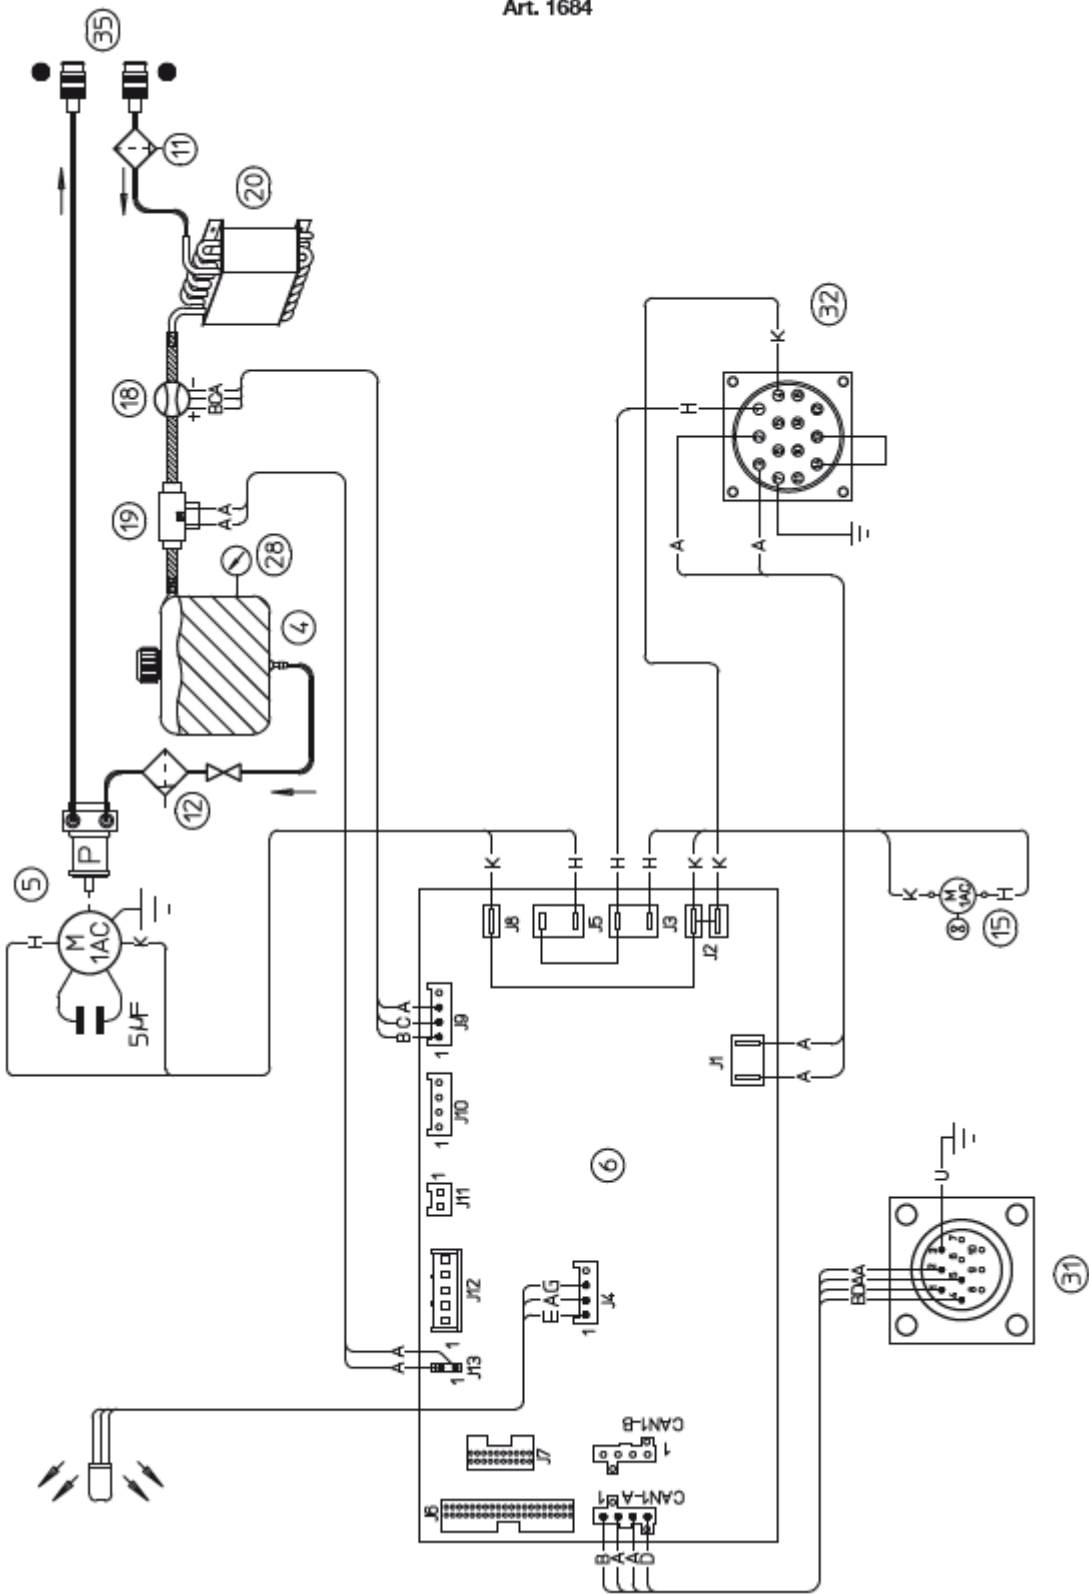 Art. 1684
35
11
20
18
+ -
BCA
32
K
H
19
A
A
28
4
A
A
12
5
P
H
M
1AC
K
5µF
K
H
H
H
K
K
J8
J5
J3
J2
K
M
1AC
H
8
15
B C A
1
J9
1
J10
1
J11
J12
1
J1
A
A
6
U
E A G
1
J4
A
A
1
J13
BDAA
31
J7
J6
CAN1-B
1
CAN1-A
1
B
A
A
D